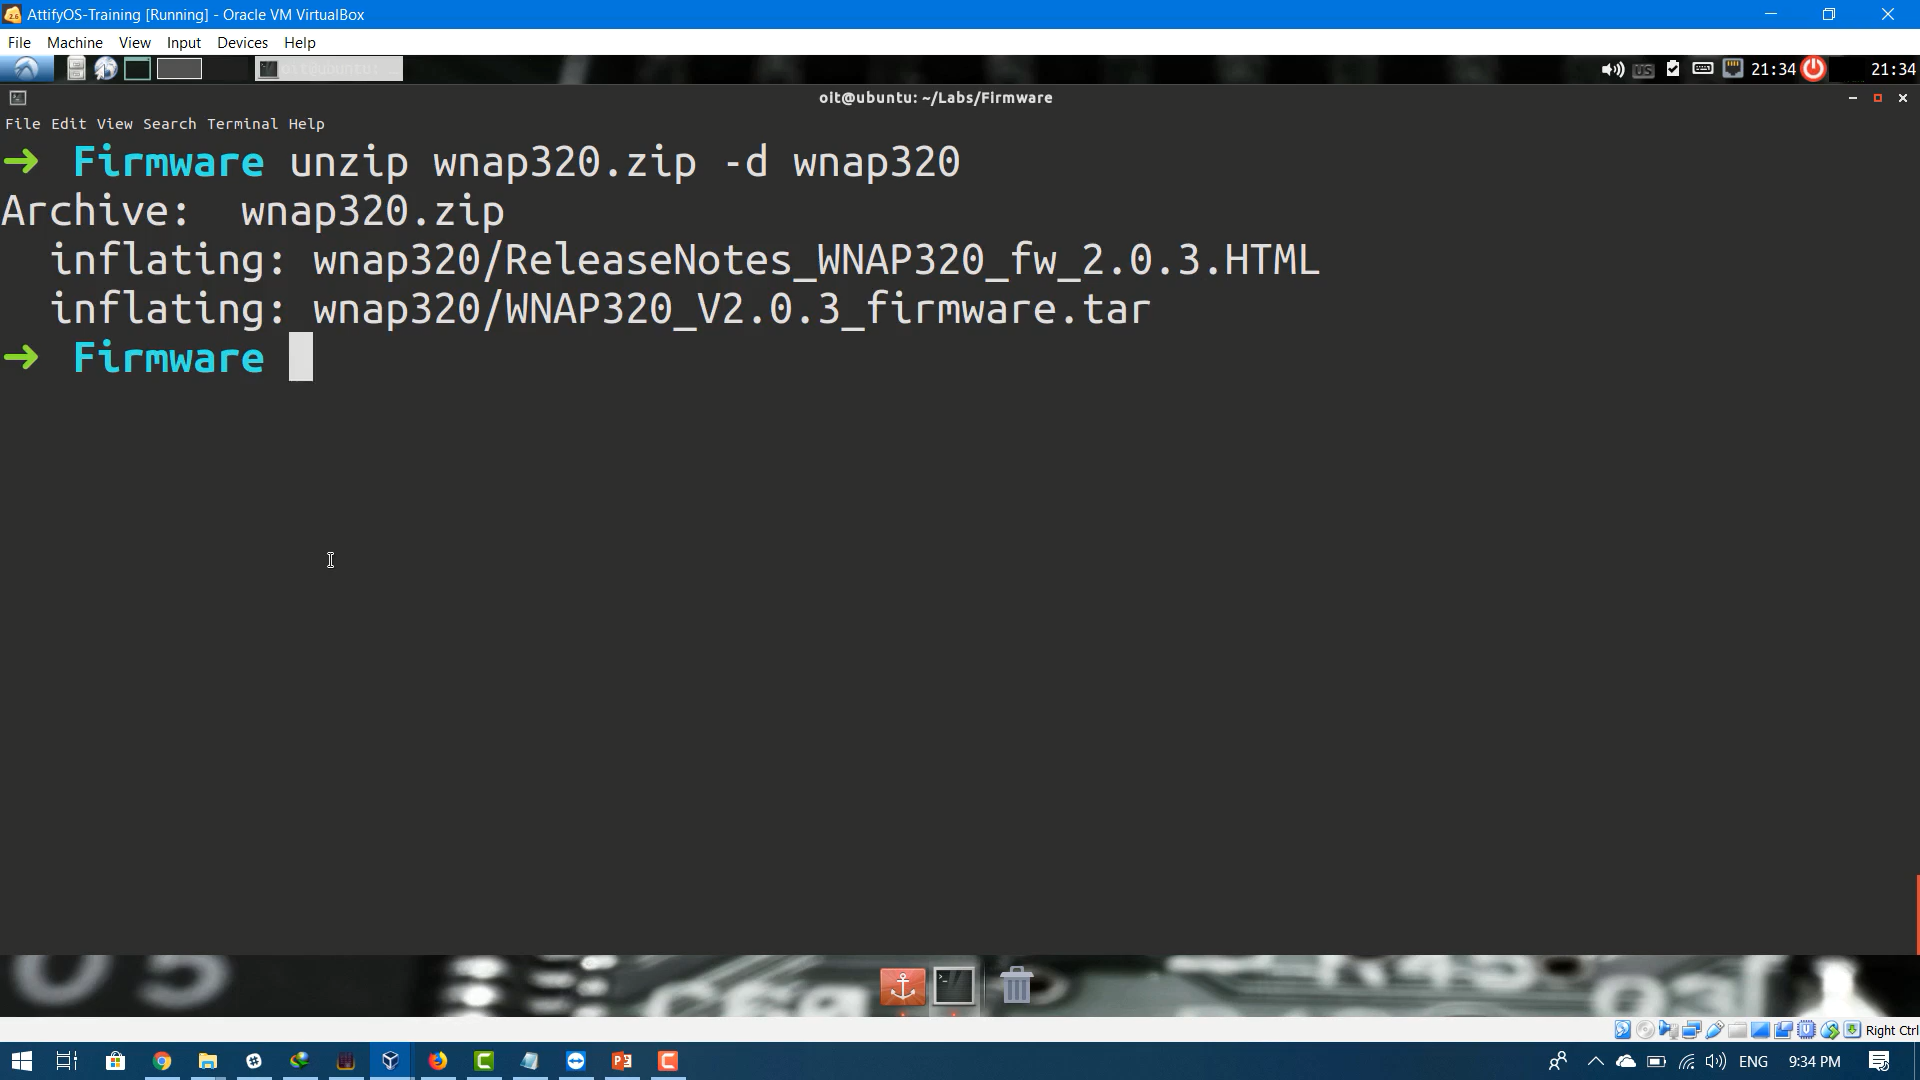 AttifyOS-Training [Running] - Oracle VM VirtualBox
File Machine View Input Devices Help
21:34 21:34
oit@ubuntu: ~/Labs/Firmware
File Edit View Search Terminal Help
➜ Firmware unzip wnap320.zip -d wnap320
Archive:  wnap320.zip
inflating: wnap320/ReleaseNotes_WNAP320_fw_2.0.3.HTML
inflating: wnap320/WNAP320_V2.0.3_firmware.tar
➜ Firmware
Right Ctrl
ENG 9:34 PM